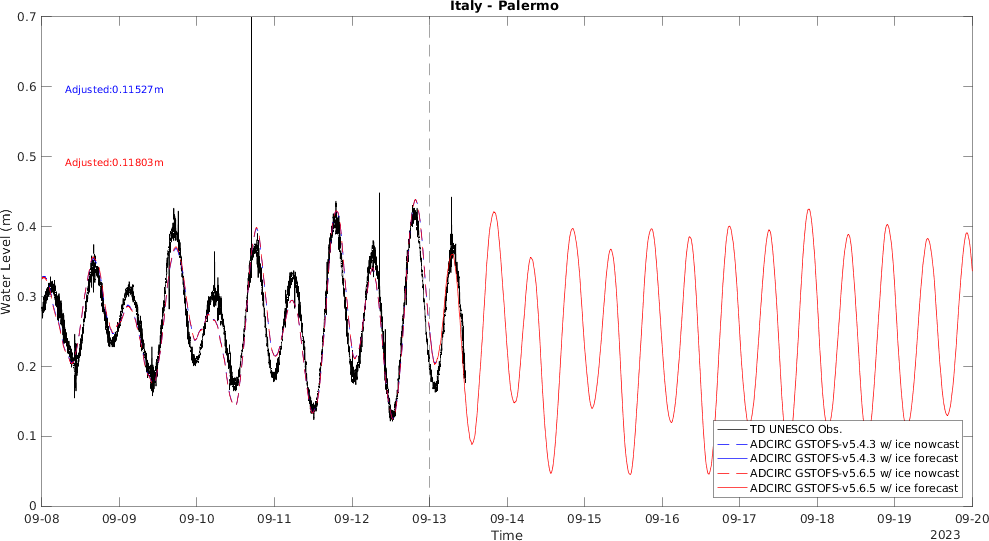 Italy - Palermo
0.7
0.6
0.5
0.4
0.3
0.2
0.1
0
Water Level (m)
Adjusted:0.11527m
Adjusted:0.11803m
TD UNESCO Obs.
ADCIRC GSTOFS-v5.4.3 w/ ice nowcast
ADCIRC GSTOFS-v5.4.3 w/ ice forecast
ADCIRC GSTOFS-v5.6.5 w/ ice nowcast
ADCIRC GSTOFS-v5.6.5 w/ ice forecast
09-08 09-09 09-10 09-11 09-12 09-13 09-14 09-15 09-16 09-17 09-18 09-19 09-20
Time
2023